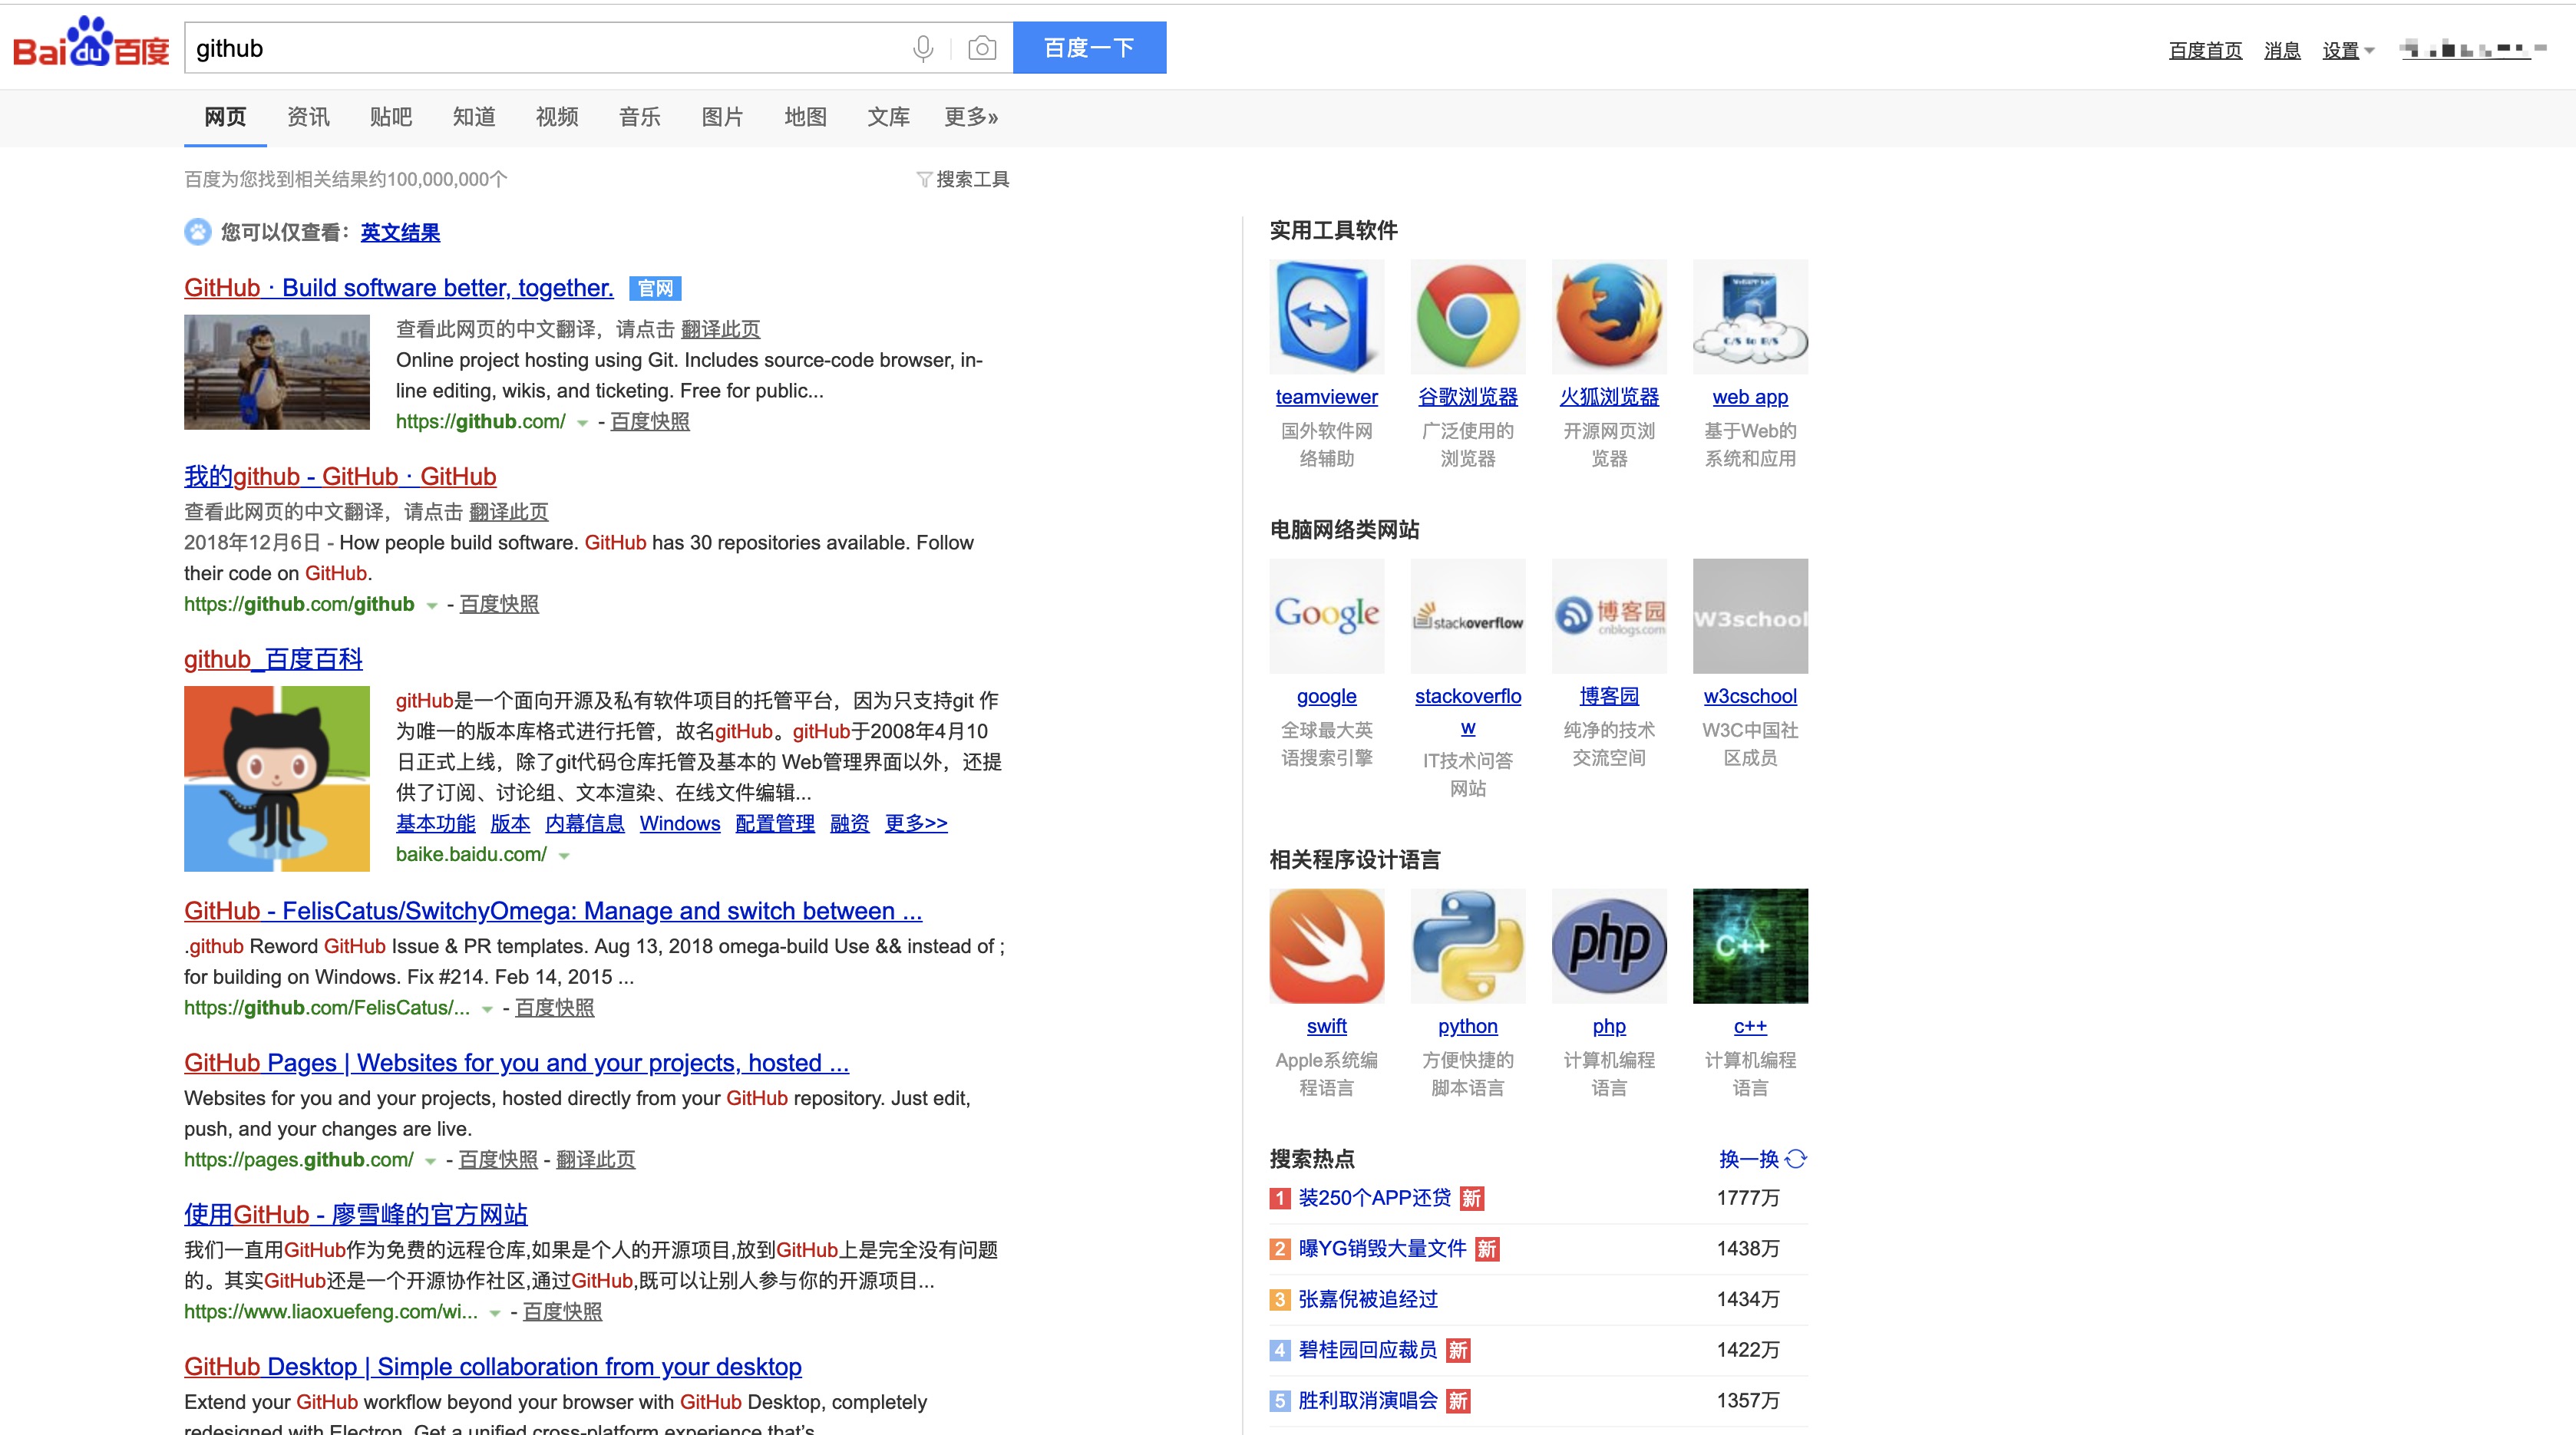 Bai du 百度
github
百度一下
百度首页 消息 设置
网页 资讯 贴吧 知道 视频 音乐 图片 地图 文库 更多»
百度为您找到相关结果约100,000,000个
搜索工具
您可以仅查看：英文结果
GitHub · Build software better, together. 官网
查看此网页的中文翻译，请点击 翻译此页
Online project hosting using Git. Includes source-code browser, in-
line editing, wikis, and ticketing. Free for public...
https://github.com/ - 百度快照
我的github - GitHub · GitHub
查看此网页的中文翻译，请点击 翻译此页
2018年12月6日 - How people build software. GitHub has 30 repositories available. Follow
their code on GitHub.
https://github.com/github - 百度快照
github_百度百科
gitHub是一个面向开源及私有软件项目的托管平台，因为只支持git 作
为唯一的版本库格式进行托管，故名gitHub。gitHub于2008年4月10
日正式上线，除了git代码仓库托管及基本的 Web管理界面以外，还提
供了订阅、讨论组、文本渲染、在线文件编辑...
基本功能 版本 内幕信息 Windows 配置管理 融资 更多>>
baike.baidu.com/
GitHub - FelisCatus/SwitchyOmega: Manage and switch between ...
.github Reword GitHub Issue & PR templates. Aug 13, 2018 omega-build Use && instead of ;
for building on Windows. Fix #214. Feb 14, 2015 ...
https://github.com/FelisCatus/... - 百度快照
GitHub Pages | Websites for you and your projects, hosted ...
Websites for you and your projects, hosted directly from your GitHub repository. Just edit,
push, and your changes are live.
https://pages.github.com/ - 百度快照 - 翻译此页
使用GitHub - 廖雪峰的官方网站
我们一直用GitHub作为免费的远程仓库,如果是个人的开源项目,放到GitHub上是完全没有问题
的。其实GitHub还是一个开源协作社区,通过GitHub,既可以让别人参与你的开源项目...
https://www.liaoxuefeng.com/wi... - 百度快照
GitHub Desktop | Simple collaboration from your desktop
Extend your GitHub workflow beyond your browser with GitHub Desktop, completely
redesigned with Electron. Get a unified cross-platform experience that's
实用工具软件
C/S to B/S
teamviewer 谷歌浏览器 火狐浏览器 web app
国外软件网 广泛使用的 开源网页浏 基于Web的
络辅助 浏览器 览器 系统和应用
电脑网络类网站
Google stackoverflow 博客园 W3school
cnblogs.com
google stackoverflo 博客园 w3cschool
w
全球最大英 纯净的技术 W3C中国社
语搜索引擎 交流空间 区成员
IT技术问答
网站
相关程序设计语言
php C++
swift python php c++
Apple系统编 方便快捷的 计算机编程 计算机编程
程语言 脚本语言 语言 语言
搜索热点 换一换
1 装250个APP还贷 新 1777万
2 曝YG销毁大量文件 新 1438万
3 张嘉倪被追经过 1434万
4 碧桂园回应裁员 新 1422万
5 胜利取消演唱会 新 1357万